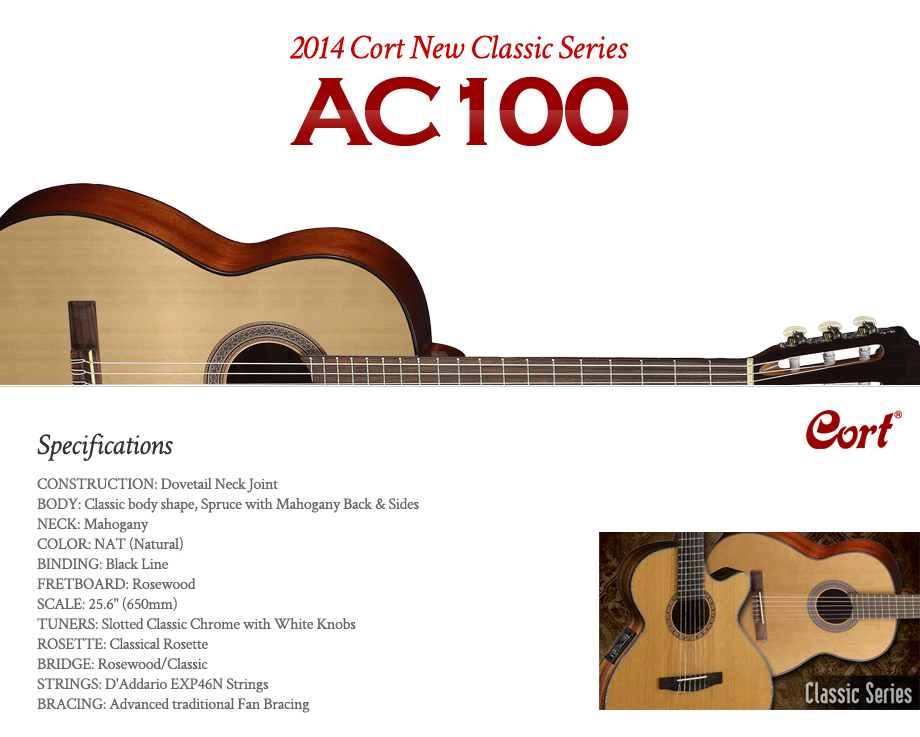 2014 Cort New Classic Series
AC100
Cort®
Specifications
CONSTRUCTION: Dovetail Neck Joint
BODY: Classic body shape, Spruce with Mahogany Back & Sides
NECK: Mahogany
COLOR: NAT (Natural)
BINDING: Black Line
FRETBOARD: Rosewood
SCALE: 25.6" (650mm)
TUNERS: Slotted Classic Chrome with White Knobs
ROSETTE: Classical Rosette
BRIDGE: Rosewood/Classic
STRINGS: D'Addario EXP46N Strings
BRACING: Advanced traditional Fan Bracing
Classic Series